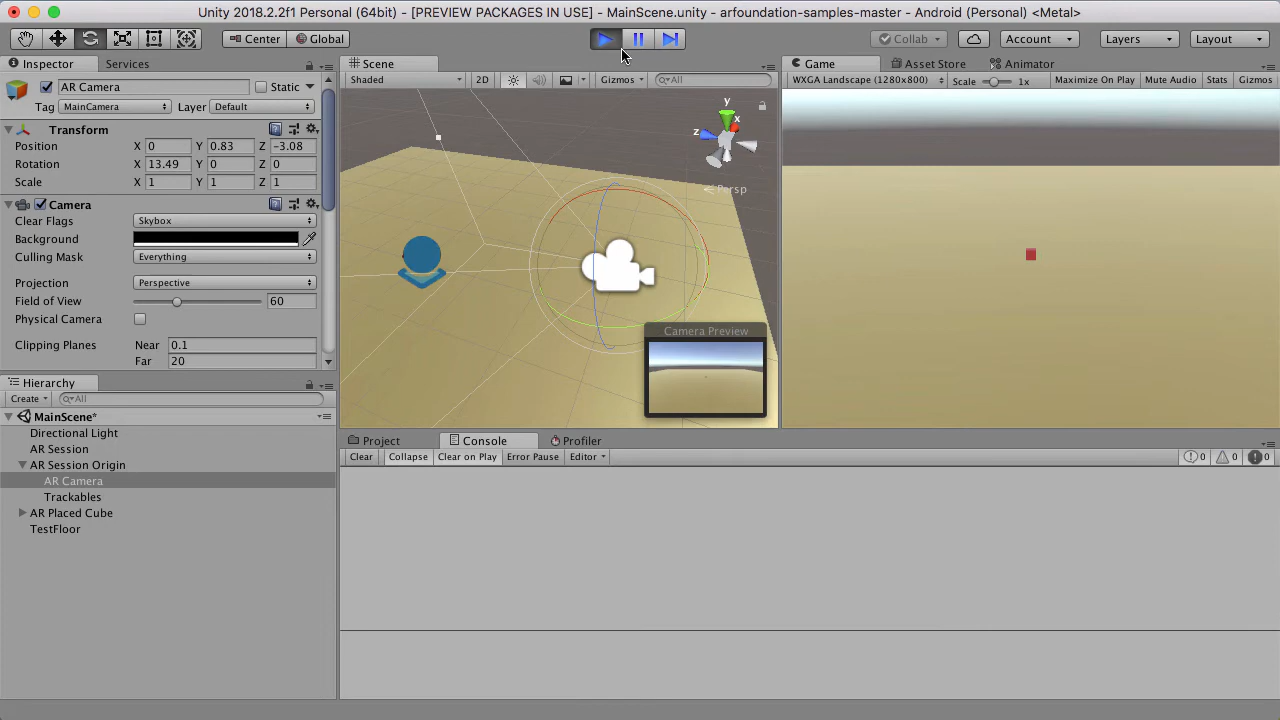 Unity 2018.2.2f1 Personal (64bit) - [PREVIEW PACKAGES IN USE] - MainScene.unity - arfoundation-samples-master - Android (Personal) <Metal>
Center Global Collab Account Layers Layout
Inspector Services
AR Camera Static
Tag MainCamera Layer Default
Transform
Position X 0 Y 0.83 Z -3.08
Rotation X 13.49 Y 0 Z 0
Scale X 1 Y 1 Z 1
Camera
Clear Flags Skybox
Background
Culling Mask Everything
Projection Perspective
Field of View 60
Physical Camera
Clipping Planes Near 0.1
Far 20
Hierarchy
Create All
MainScene*
Directional Light
AR Session
AR Session Origin
AR Camera
Trackables
AR Placed Cube
TestFloor
Scene
Shaded 2D Gizmos All
y
x
z
Persp
Camera Preview
Game Asset Store Animator
WXGA Landscape (1280x800) Scale 1x Maximize On Play Mute Audio Stats Gizmos
Project Console Profiler
Clear Collapse Clear on Play Error Pause Editor 0 0 0